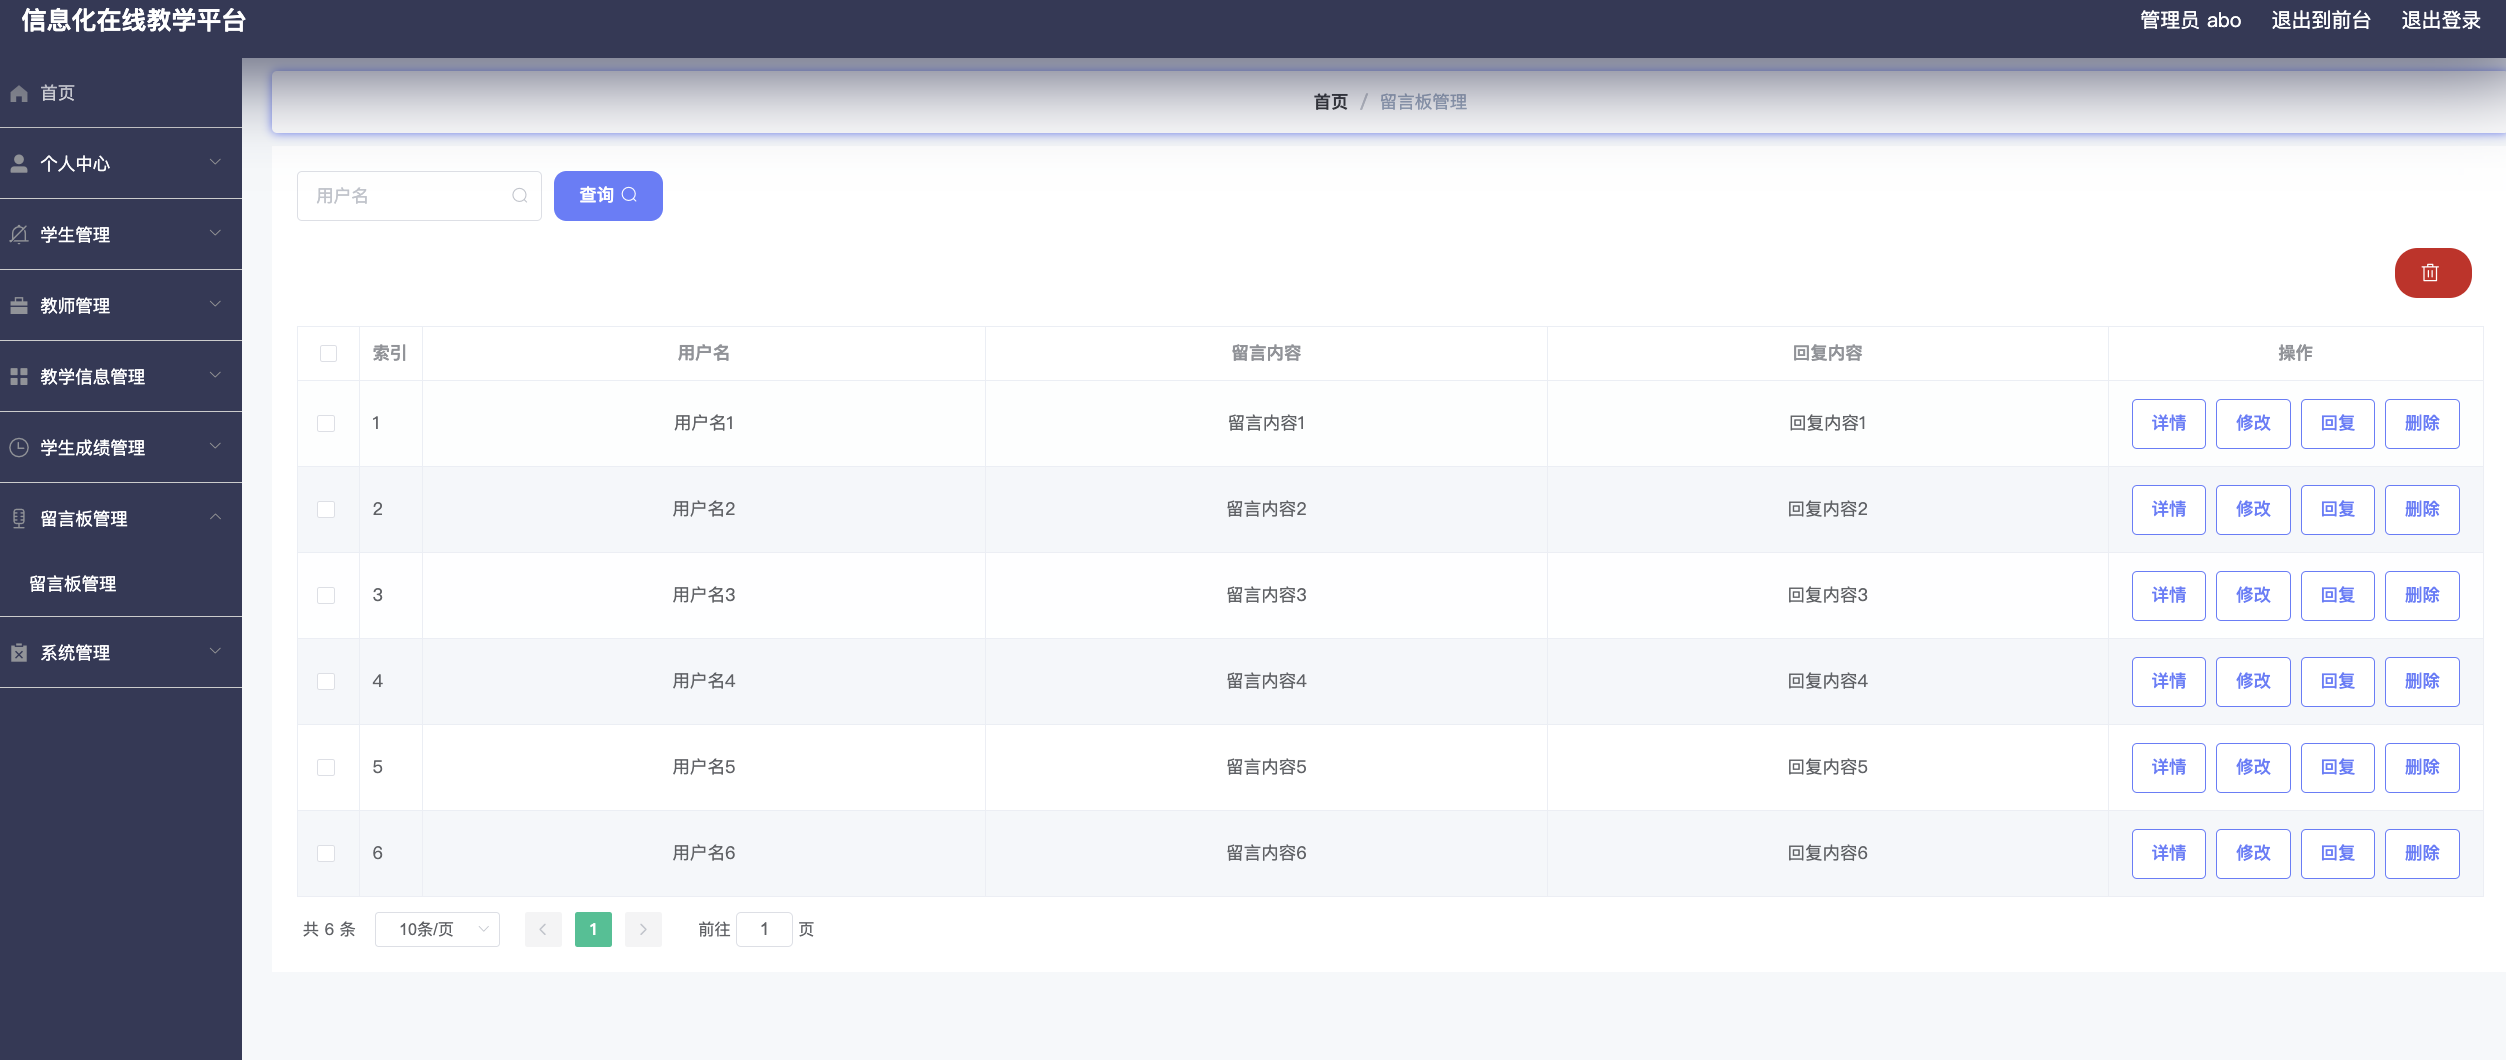 信息化在线教学平台
管理员 abo 退出到前台 退出登录
首页
个人中心
学生管理
教师管理
教学信息管理
学生成绩管理
留言板管理
留言板管理
系统管理
首页 / 留言板管理
用户名 查询
索引 用户名 留言内容 回复内容 操作
1 用户名1 留言内容1 回复内容1 详情 修改 回复 删除
2 用户名2 留言内容2 回复内容2 详情 修改 回复 删除
3 用户名3 留言内容3 回复内容3 详情 修改 回复 删除
4 用户名4 留言内容4 回复内容4 详情 修改 回复 删除
5 用户名5 留言内容5 回复内容5 详情 修改 回复 删除
6 用户名6 留言内容6 回复内容6 详情 修改 回复 删除
共 6 条 10条/页 1 前往 1 页